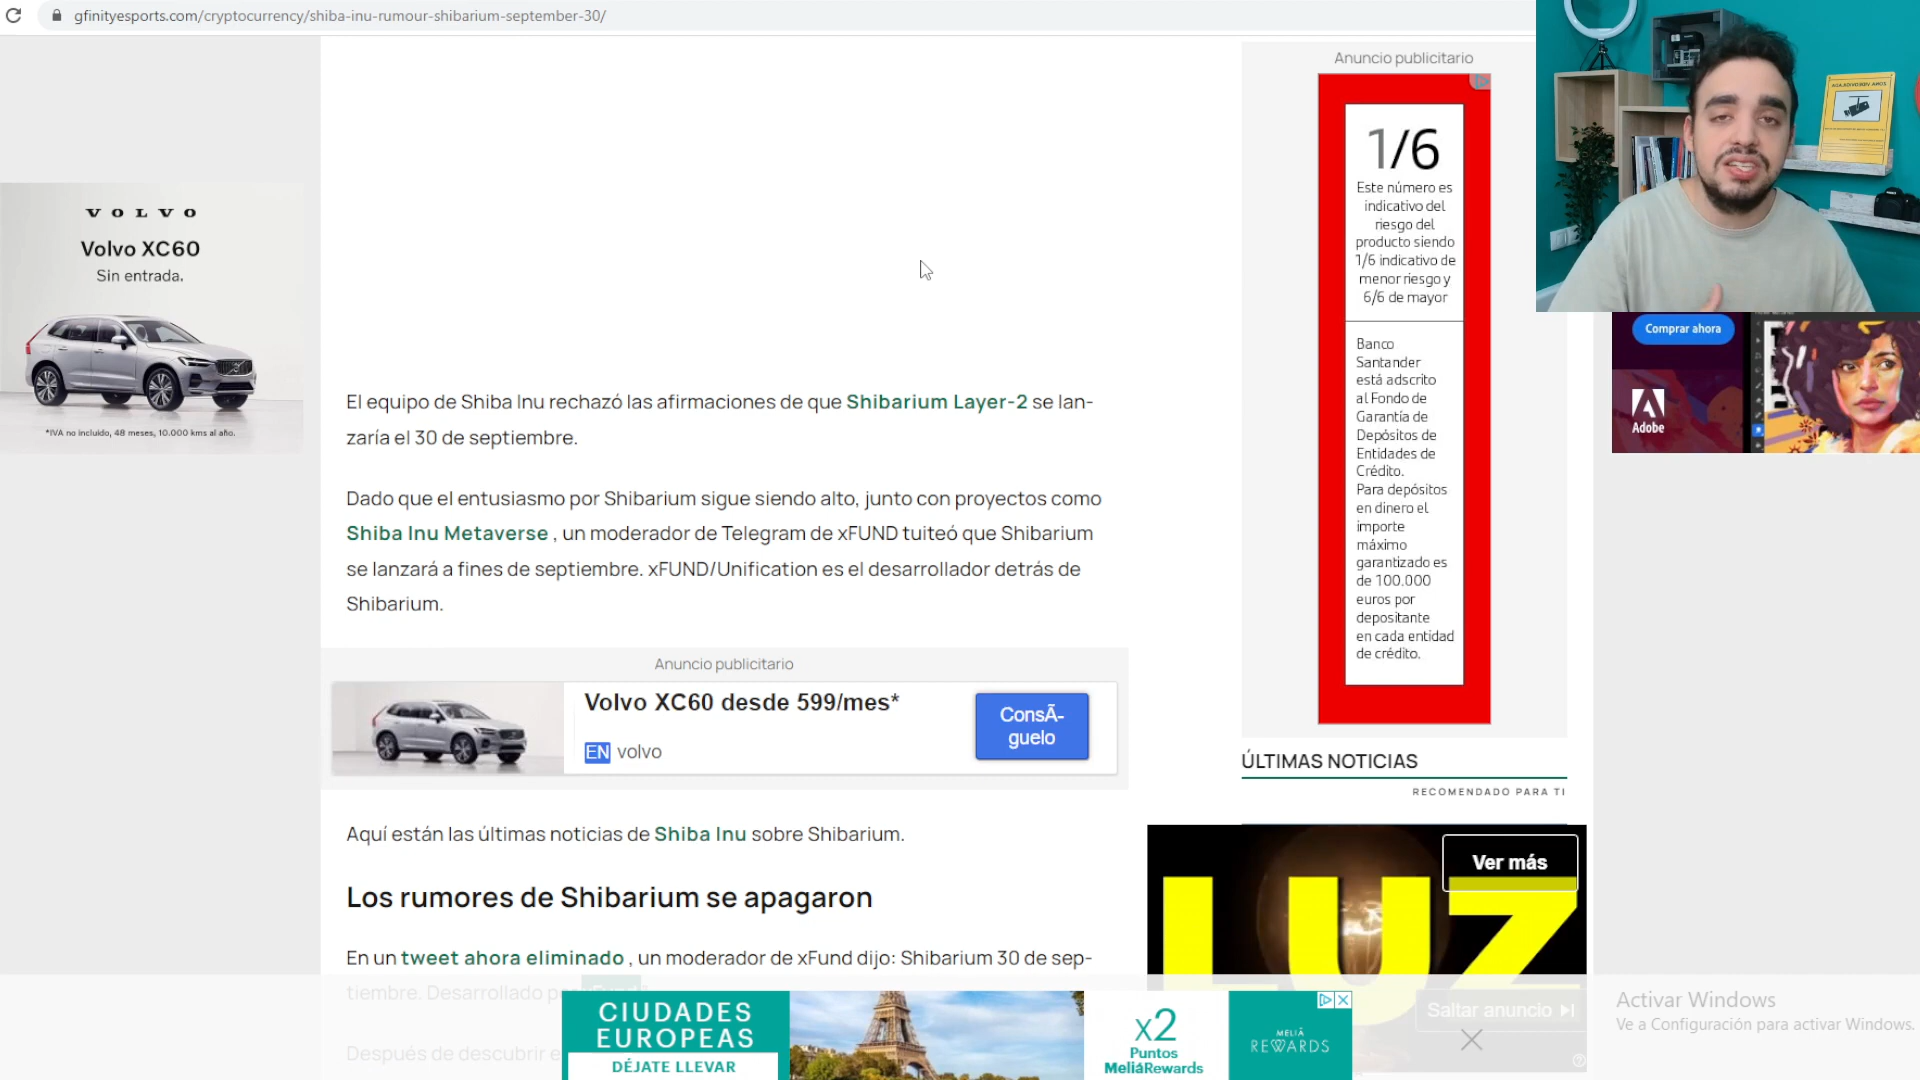 gfinityesports.com/cryptocurrency/shiba-inu-rumour-shibarium-september-30/
VOLVO
Volvo XC60
Sin entrada.
*IVA no incluido, 48 meses, 10.000 kms al año.
El equipo de Shiba Inu rechazó las afirmaciones de que Shibarium Layer-2 se lan-
zaría el 30 de septiembre.
Dado que el entusiasmo por Shibarium sigue siendo alto, junto con proyectos como
Shiba Inu Metaverse , un moderador de Telegram de xFUND tuiteó que Shibarium
se lanzará a fines de septiembre. xFUND/Unification es el desarrollador detrás de
Shibarium.
Anuncio publicitario
Volvo XC60 desde 599/mes*
EN volvo
ConsÃ-
guelo
Aquí están las últimas noticias de Shiba Inu sobre Shibarium.
Los rumores de Shibarium se apagaron
En un tweet ahora eliminado , un moderador de xFund dijo: Shibarium 30 de sep-
tiembre. Desarrollado
Después de descubrir e
Anuncio publicitario
1/6
Este número es
indicativo del
riesgo del
producto siendo
1/6 indicativo de
menor riesgo y
6/6 de mayor
Banco
Santander
está adscrito
al Fondo de
Garantía de
Depósitos de
Entidades de
Crédito.
Para depósitos
en dinero el
importe
máximo
garantizado es
de 100.000
euros por
depositante
en cada entidad
de crédito.
ÚLTIMAS NOTICIAS
RECOMENDADO PARA TI
Ver más
LUZ
Saltar anuncio
Comprar ahora
Adobe
CIUDADES
EUROPEAS
DÉJATE LLEVAR
x2
Puntos
MeliáRewards
MELIÁ
REWARDS
Activar Windows
Ve a Configuración para activar Windows.